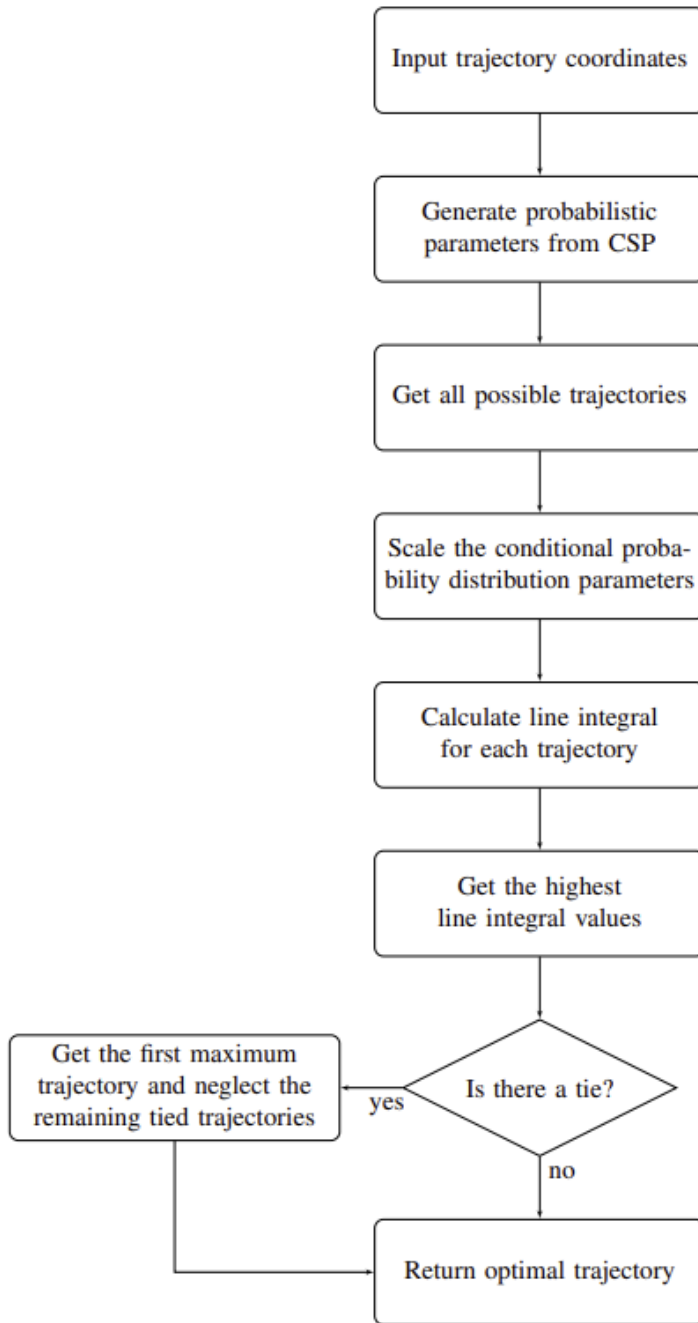 Input trajectory coordinates
Generate probabilistic
parameters from CSP
Get all possible trajectories
Scale the conditional proba-
bility distribution parameters
Calculate line integral
for each trajectory
Get the highest
line integral values
Is there a tie?
yes
Get the first maximum
trajectory and neglect the
remaining tied trajectories
no
Return optimal trajectory